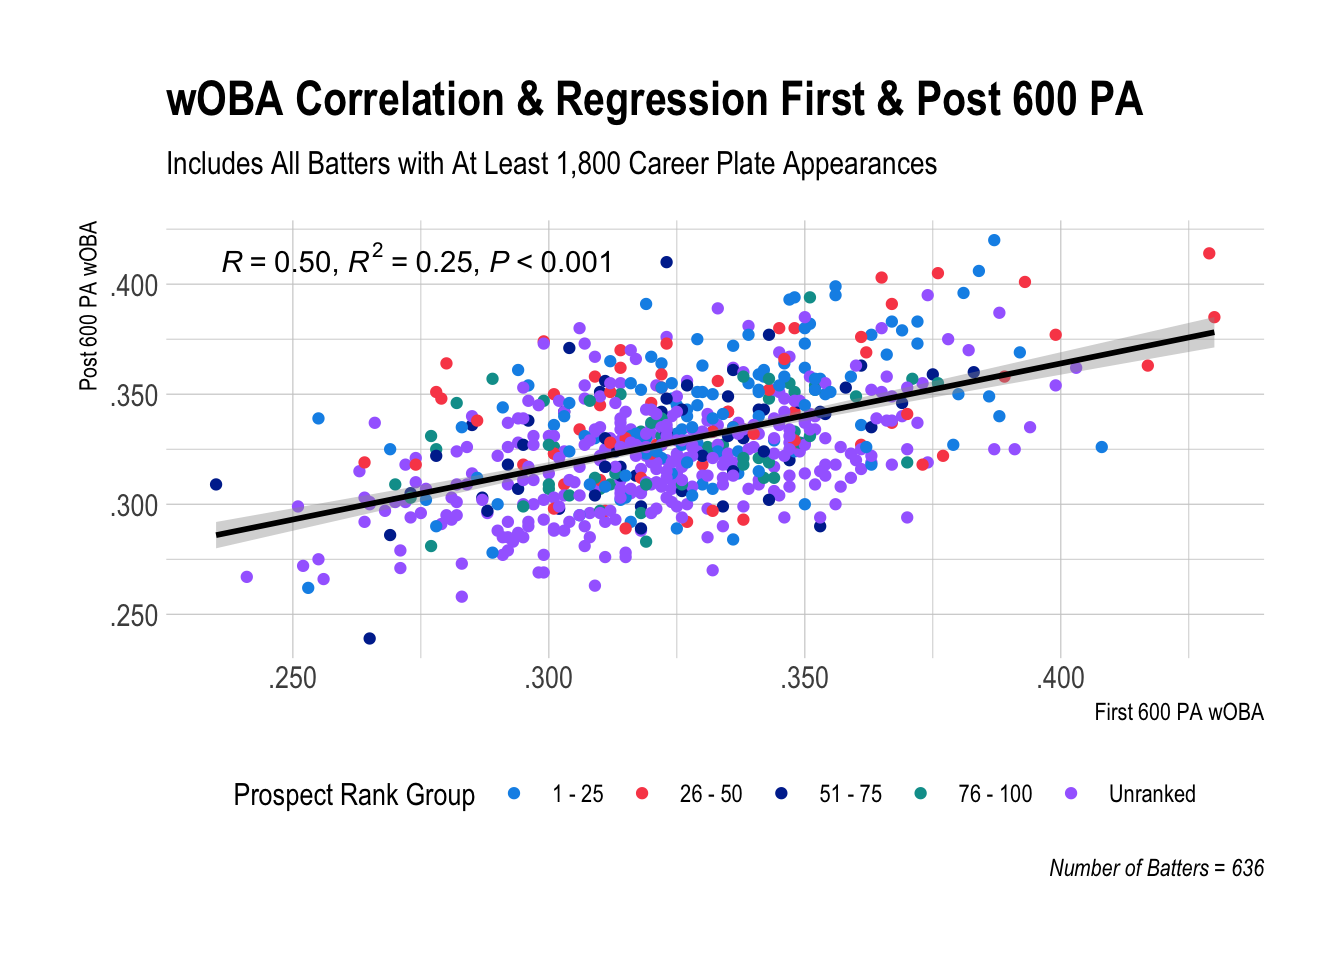 wOBA Correlation & Regression First & Post 600 PA
Includes All Batters with At Least 1,800 Career Plate Appearances
Post 600 PA wOBA
R = 0.50, R² = 0.25, P < 0.001
.400
.350
.300
.250
.250 .300 .350 .400
First 600 PA wOBA
Prospect Rank Group 1 - 25 26 - 50 51 - 75 76 - 100 Unranked
Number of Batters = 636